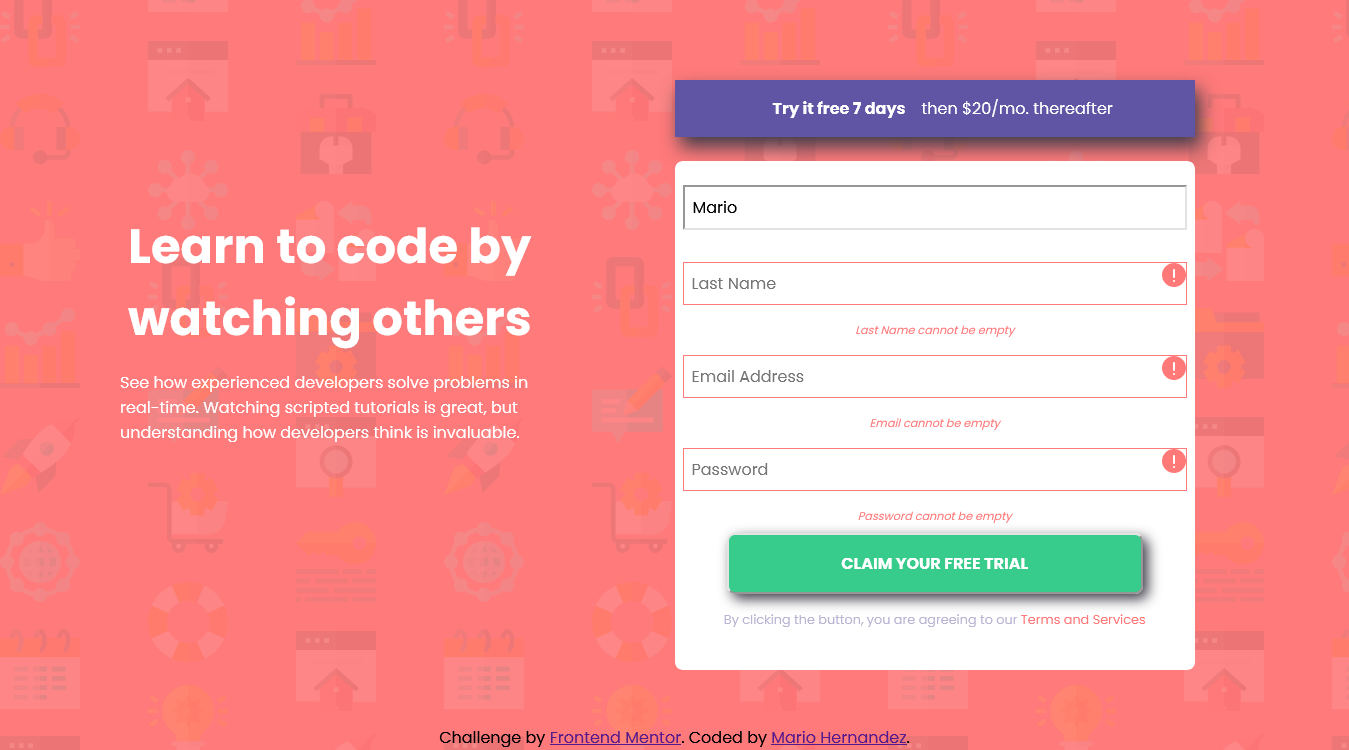 Try it free 7 days then $20/mo. thereafter
Mario
Learn to code by
watching others
See how experienced developers solve problems in
real-time. Watching scripted tutorials is great, but
understanding how developers think is invaluable.
Last Name
!
Last Name cannot be empty
Email Address
!
Email cannot be empty
Password
!
Password cannot be empty
CLAIM YOUR FREE TRIAL
By clicking the button, you are agreeing to our Terms and Services
Challenge by Frontend Mentor. Coded by Mario Hernandez.